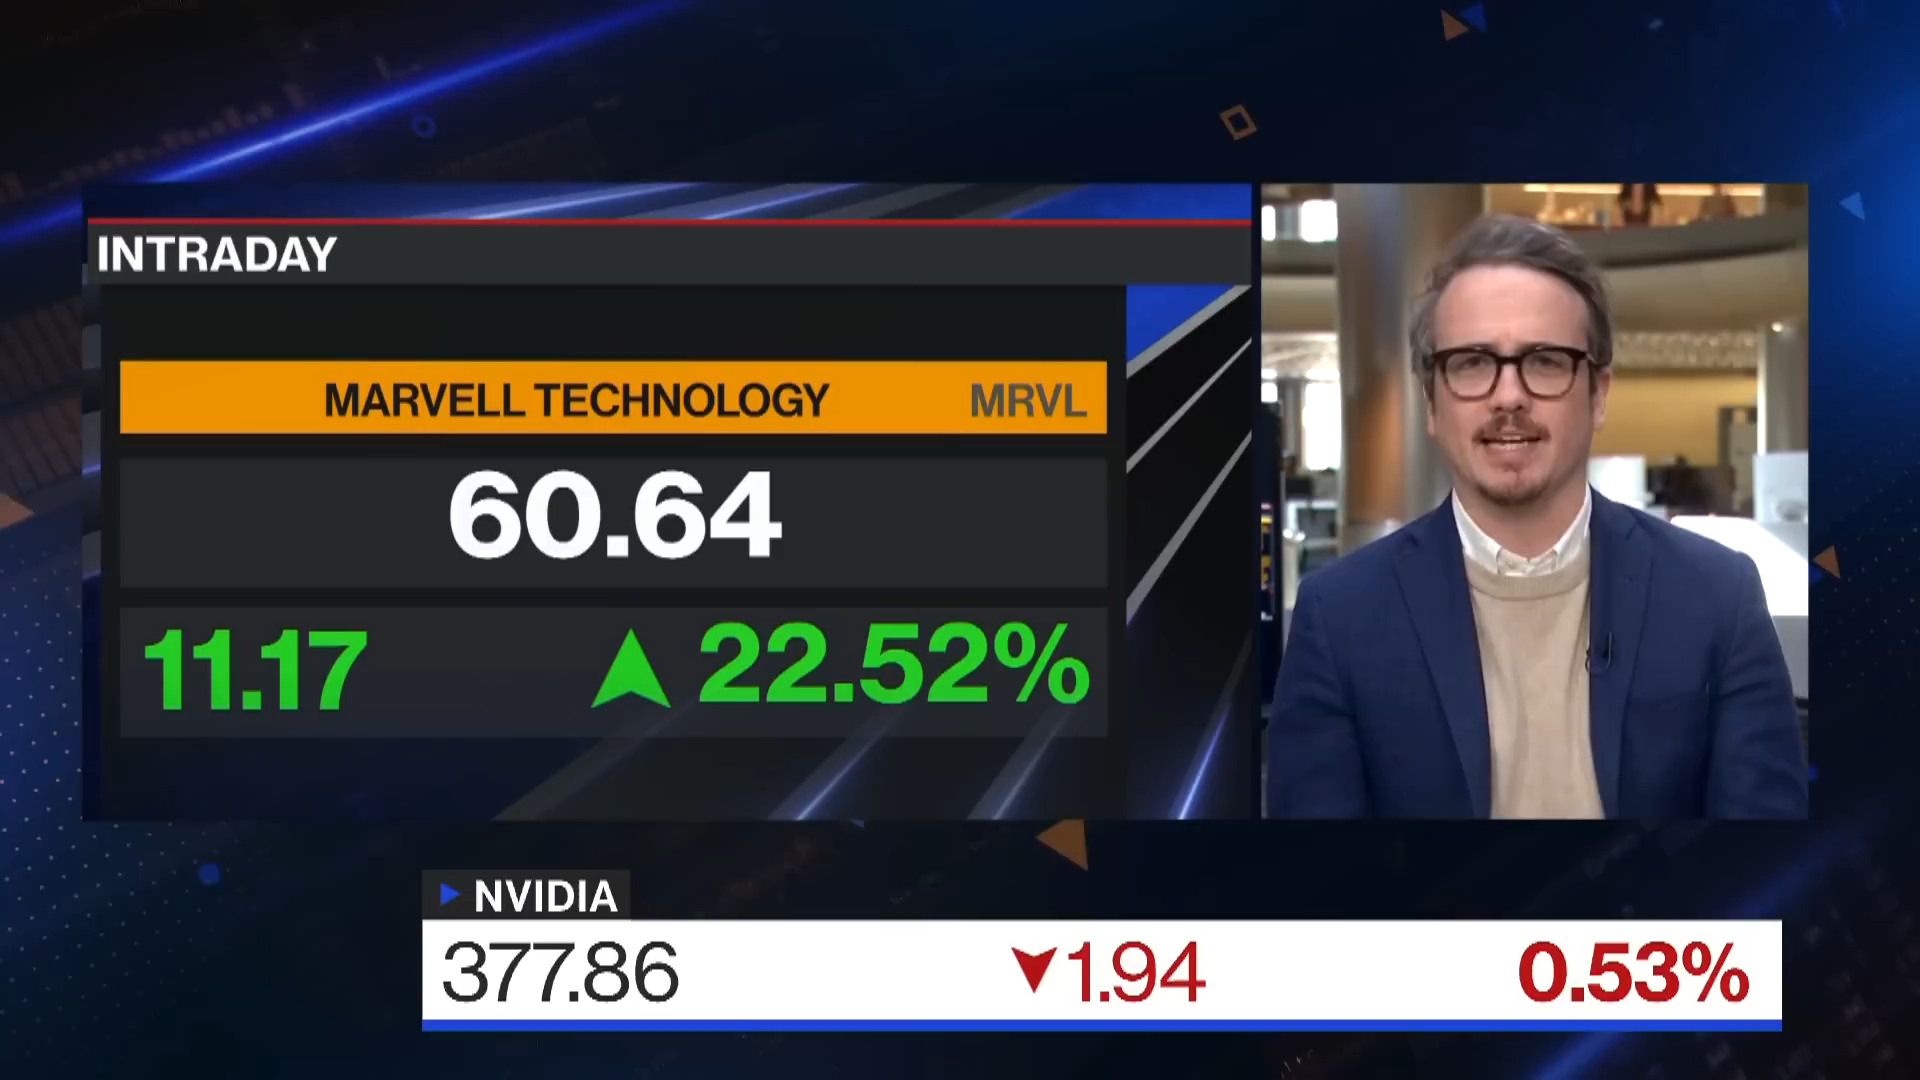 INTRADAY
MARVELL TECHNOLOGY MRVL
60.64
11.17 ▲ 22.52%
NVIDIA
377.86 ▼1.94 0.53%